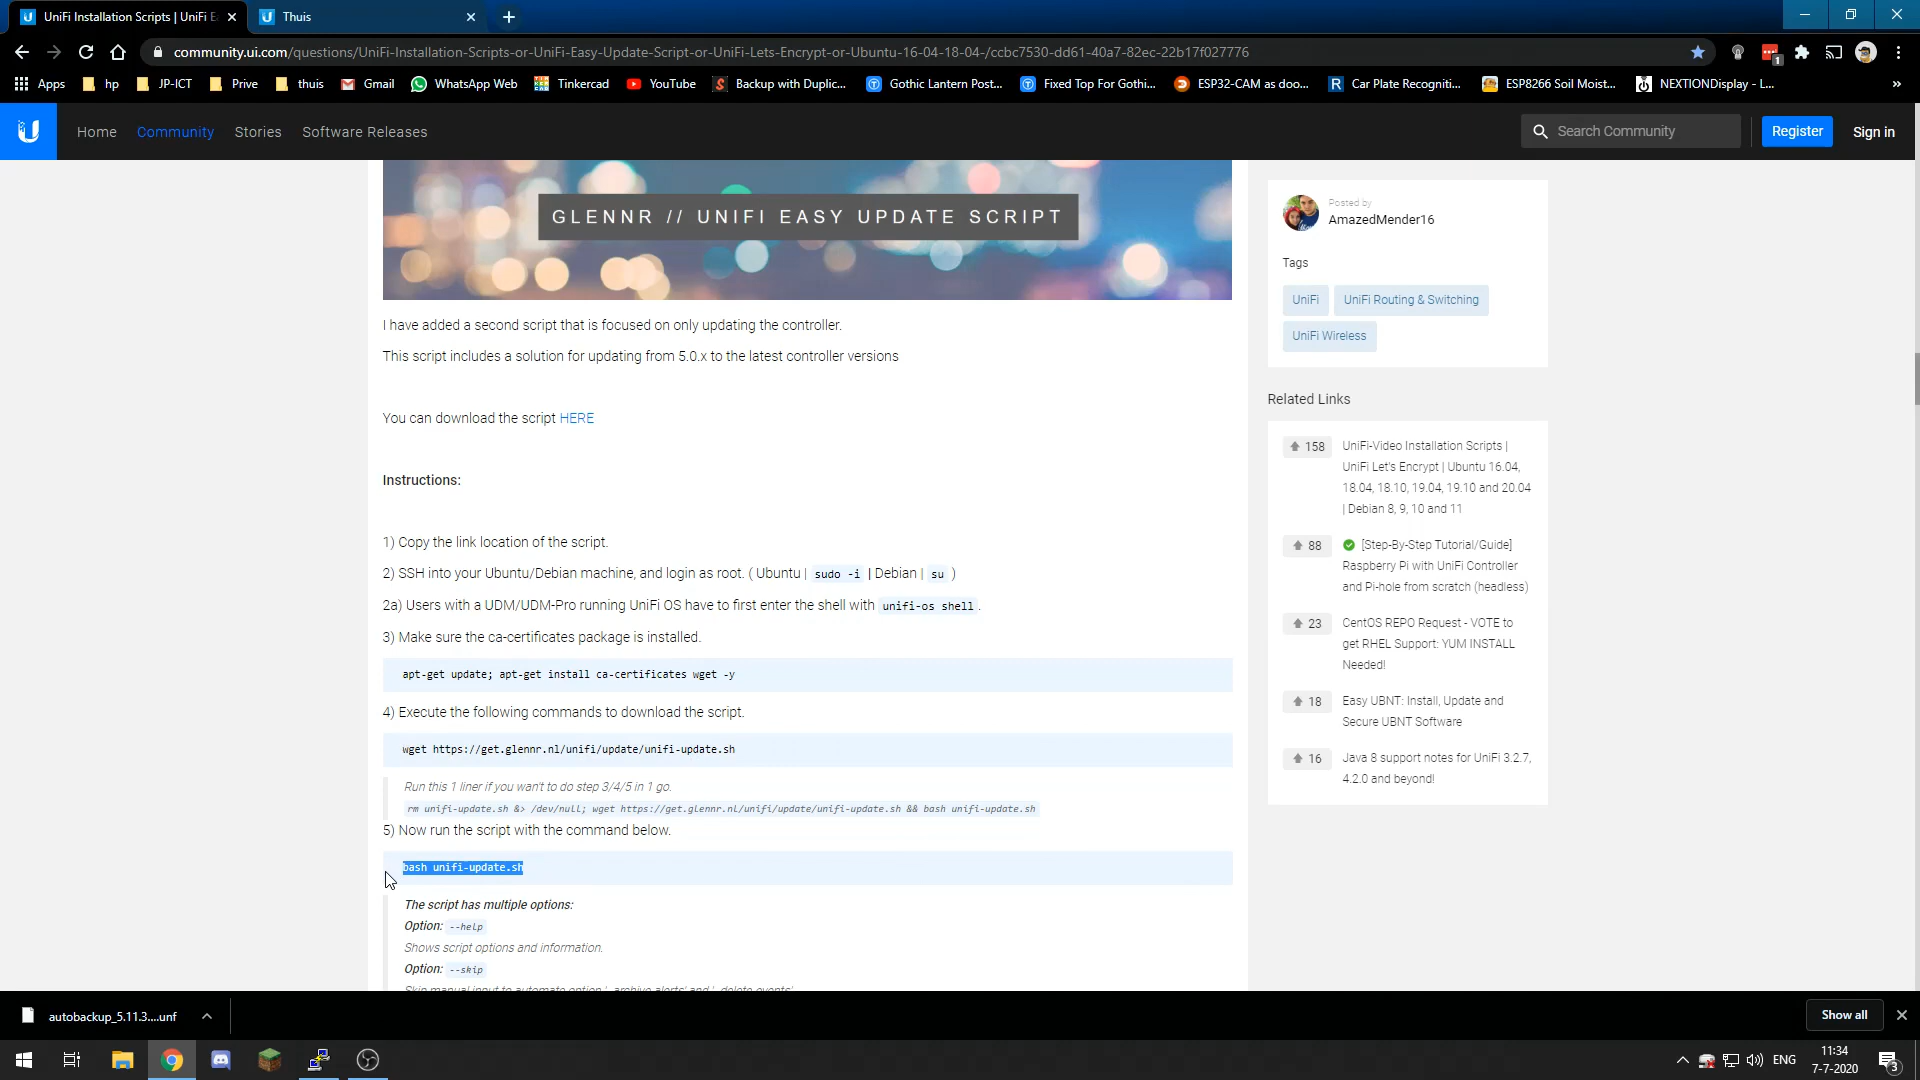 UniFi Installation Scripts | UniFi E
Thuis
community.ui.com/questions/UniFi-Installation-Scripts-or-UniFi-Easy-Update-Script-or-UniFi-Lets-Encrypt-or-Ubuntu-16-04-18-04-/ccbc7530-dd61-40a7-82ec-22b17f027776
1
Apps
hp
JP-ICT
Prive
thuis
Gmail
WhatsApp Web
Tinkercad
YouTube
Backup with Duplic...
Gothic Lantern Post...
Fixed Top For Gothi...
ESP32-CAM as doo...
Car Plate Recogniti...
ESP8266 Soil Moist...
NEXTIONDisplay - L...
»
Home
Community
Stories
Software Releases
Search Community
Register
Sign in
GLENNR // UNIFI EASY UPDATE SCRIPT
I have added a second script that is focused on only updating the controller.
This script includes a solution for updating from 5.0.x to the latest controller versions
You can download the script HERE
Instructions:
1) Copy the link location of the script.
2) SSH into your Ubuntu/Debian machine, and login as root. ( Ubuntu | sudo -i | Debian | su )
2a) Users with a UDM/UDM-Pro running UniFi OS have to first enter the shell with unifi-os shell.
3) Make sure the ca-certificates package is installed.
apt-get update; apt-get install ca-certificates wget -y
4) Execute the following commands to download the script.
wget https://get.glennr.nl/unifi/update/unifi-update.sh
Run this 1 liner if you wan't to do step 3/4/5 in 1 go.
rm unifi-update.sh &> /dev/null; wget https://get.glennr.nl/unifi/update/unifi-update.sh && bash unifi-update.sh
5) Now run the script with the command below.
bash unifi-update.sh
The script has multiple options:
Option: --help
Shows script options and information.
Option: --skip
Skip manual input to automate option '--archive-alerts' and '--delete-events'
Posted by
AmazedMender16
Tags
UniFi
UniFi Routing & Switching
UniFi Wireless
Related Links
158
UniFi-Video Installation Scripts |
UniFi Let's Encrypt | Ubuntu 16.04,
18.04, 18.10, 19.04, 19.10 and 20.04
| Debian 8, 9, 10 and 11
88
[Step-By-Step Tutorial/Guide]
Raspberry Pi with UniFi Controller
and Pi-hole from scratch (headless)
23
CentOS REPO Request - VOTE to
get RHEL Support: YUM INSTALL
Needed!
18
Easy UBNT: Install, Update and
Secure UBNT Software
16
Java 8 support notes for UniFi 3.2.7,
4.2.0 and beyond!
autobackup_5.11.3....unf
Show all
ENG
11:34
7-7-2020
3